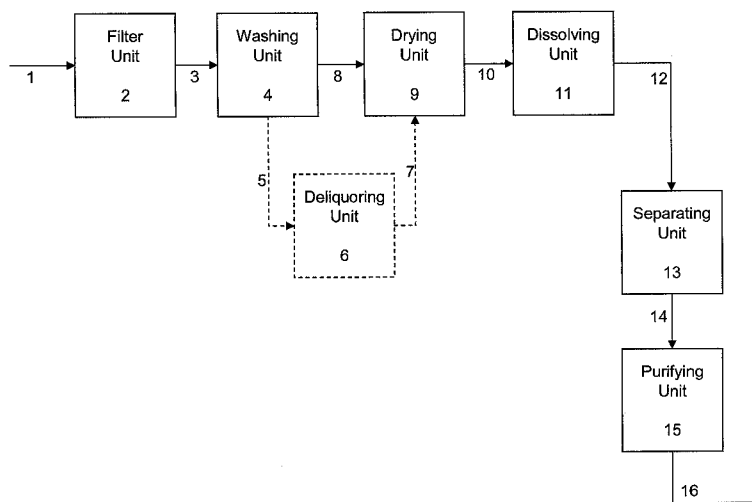 Filter
Unit
2
Washing
Unit
4
Drying
Unit
9
Dissolving
Unit
11
1
3
8
10
12
5
7
Deliquoring
Unit
6
Separating
Unit
13
14
Purifying
Unit
15
16